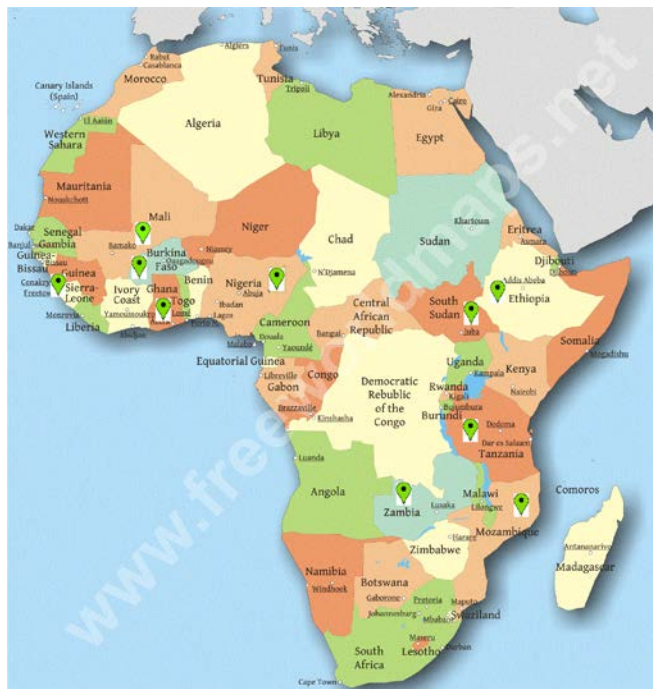 Algiers
Tunis
Rabat
Casablanca
Morocco
Tunisia
Tripoli
Canary Islands
(Spain)
Alexandria
Cairo
Giza
El Aaiún
Western
Sahara
Algeria
Libya
Egypt
Mauritania
Nouakchott
Mali
Niger
Chad
Sudan
Khartoum
Eritrea
Asmara
Dakar
Senegal
Gambia
Banjul
Bamako
Niamey
Burkina
Faso
Ouagadougou
N'Djamena
Djibouti
Djibouti
Guinea-
Bissau
Bissau
Guinea
Conakry
Freetown
Sierra-
Leone
Ivory
Coast
Ghana
Togo
Benin
Nigeria
Abuja
Ibadan
Lagos
Addis Abeba
Ethiopia
Monrovia
Liberia
Yamoussoukro
Abidjan
Accra
Lomé
Porto N.
Cameroon
Douala
Malabo
Yaoundé
Central
African
Republic
Bangui
South
Sudan
Juba
Somalia
Mogadishu
Equatorial Guinea
Libreville
Gabon
Congo
Brazzaville
Kinshasha
Democratic
Republic
of the
Congo
Uganda
Kampala
Kenya
Nairobi
Rwanda
Kigali
Bujumbura
Burundi
Dodoma
Dar es Salaam
Tanzania
Luanda
Angola
Zambia
Lusaka
Malawi
Lilongwe
Comoros
Mozambique
Harare
Zimbabwe
Antananarivo
Madagascar
Namibia
Windhoek
Botswana
Gaborone
Pretoria
Johannesburg
Maputo
Mbabane
Swaziland
Maseru
Lesotho
Durban
South
Africa
Cape Town
www.freeworldmaps.net